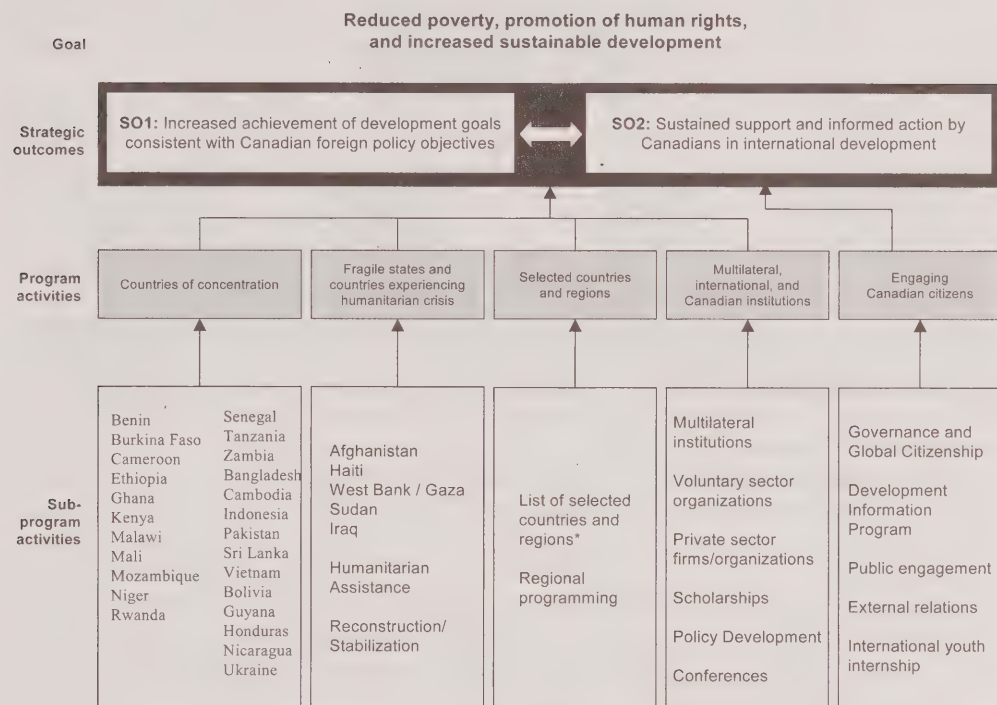 Goal
Reduced poverty, promotion of human rights,
and increased sustainable development
Strategic
outcomes
SO1: Increased achievement of development goals
consistent with Canadian foreign policy objectives
SO2: Sustained support and informed action by
Canadians in international development
Program
activities
Countries of concentration
Fragile states and
countries experiencing
humanitarian crisis
Selected countries
and regions
Multilateral,
international, and
Canadian institutions
Engaging
Canadian citizens
Sub-
program
activities
Benin
Burkina Faso
Cameroon
Ethiopia
Ghana
Kenya
Malawi
Mali
Mozambique
Niger
Rwanda
Senegal
Tanzania
Zambia
Bangladesh
Cambodia
Indonesia
Pakistan
Sri Lanka
Vietnam
Bolivia
Guyana
Honduras
Nicaragua
Ukraine
Afghanistan
Haiti
West Bank / Gaza
Sudan
Iraq
Humanitarian
Assistance
Reconstruction/
Stabilization
List of selected
countries and
regions*
Regional
programming
Multilateral
institutions
Voluntary sector
organizations
Private sector
firms/organizations
Scholarships
Policy Development
Conferences
Governance and
Global Citizenship
Development
Information
Program
Public engagement
External relations
International youth
internship